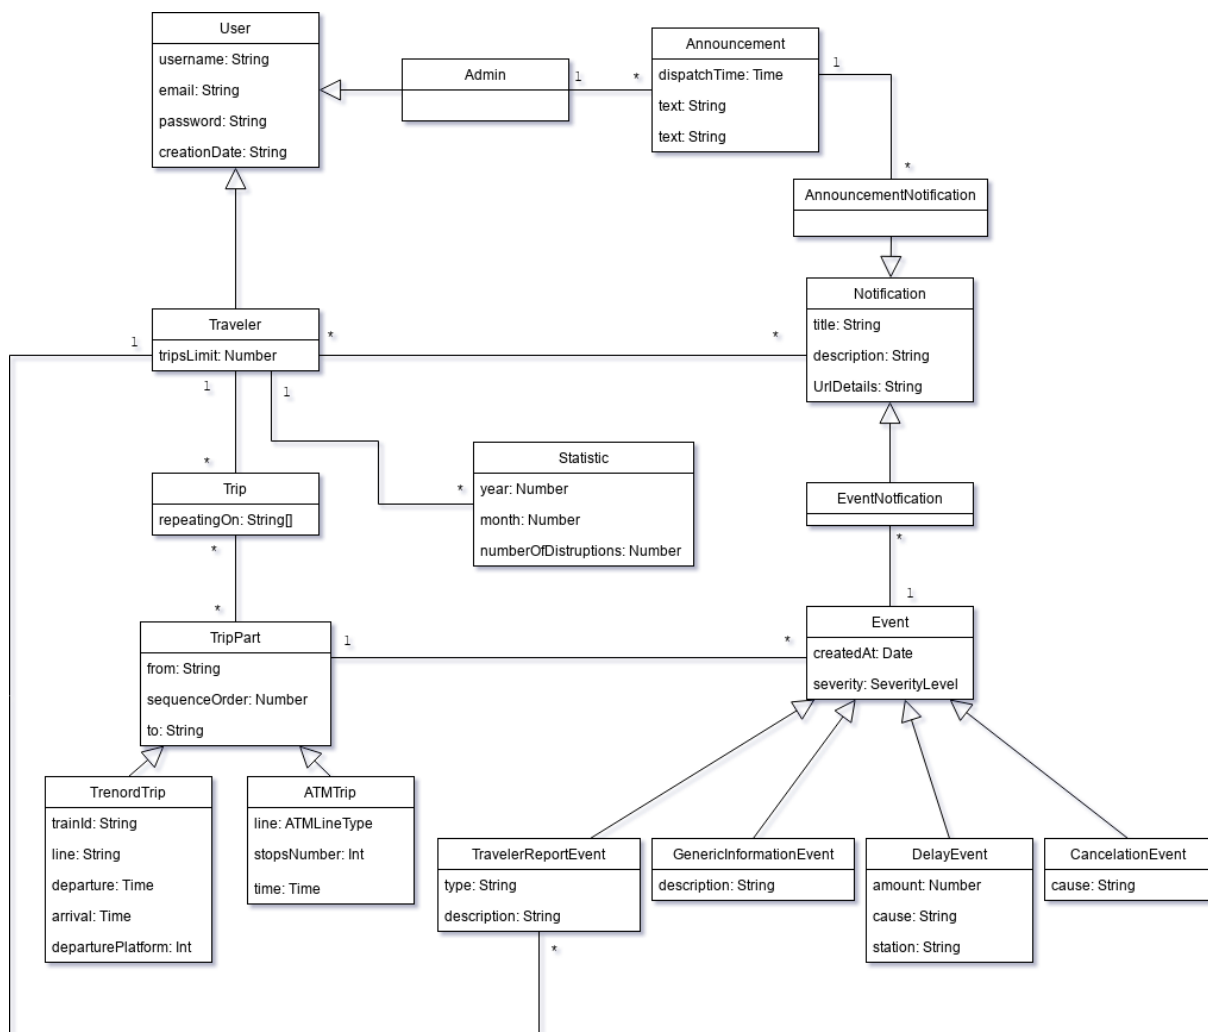 User
username: String
email: String
password: String
creationDate: String
Admin
1
*
Announcement
dispatchTime: Time
text: String
text: String
1
*
AnnouncementNotification
Notification
title: String
description: String
UrlDetails: String
1
Traveler
tripsLimit: Number
*
*
1
1
*
*
Statistic
year: Number
month: Number
numberOfDistruptions: Number
Trip
repeatingOn: String[]
*
*
EventNotfication
*
1
TripPart
from: String
sequenceOrder: Number
to: String
1
*
Event
createdAt: Date
severity: SeverityLevel
TrenordTrip
trainId: String
line: String
departure: Time
arrival: Time
departurePlatform: Int
ATMTrip
line: ATMLineType
stopsNumber: Int
time: Time
TravelerReportEvent
type: String
description: String
*
GenericInformationEvent
description: String
DelayEvent
amount: Number
cause: String
station: String
CancelationEvent
cause: String